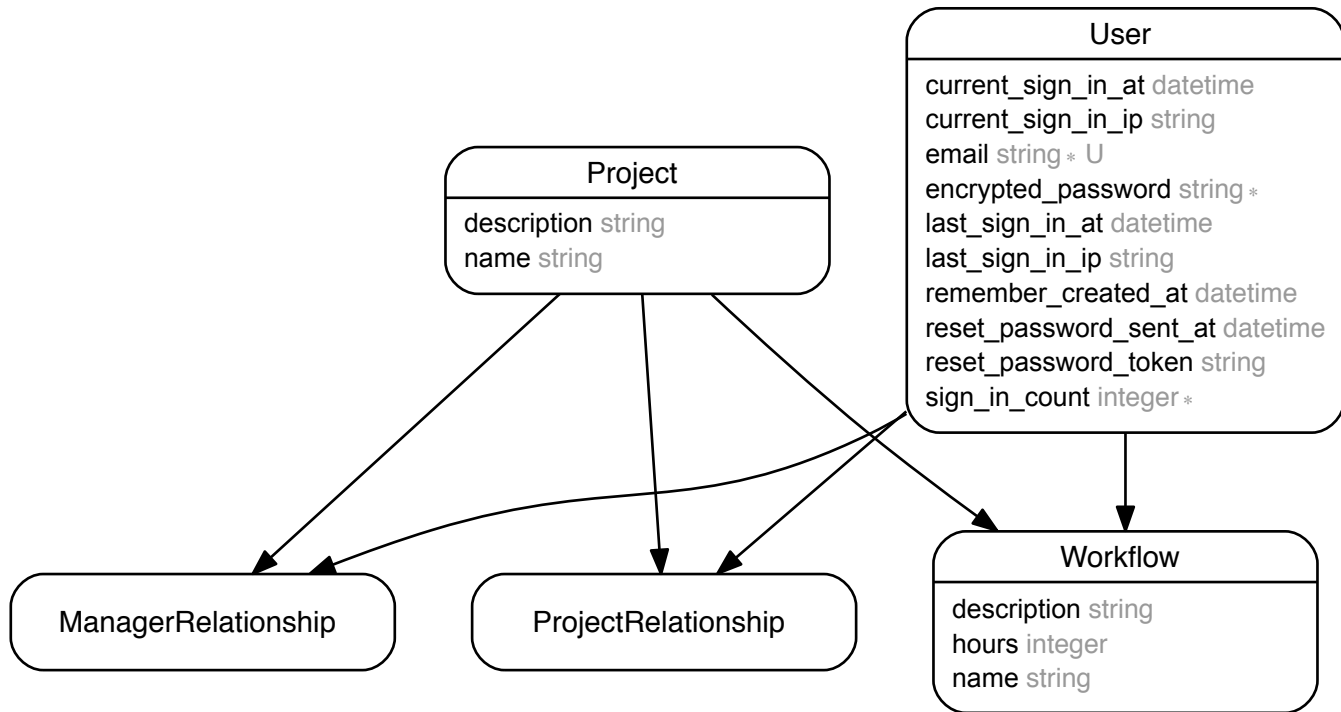 User
current_sign_in_at datetime
current_sign_in_ip string
email string * U
encrypted_password string *
last_sign_in_at datetime
last_sign_in_ip string
remember_created_at datetime
reset_password_sent_at datetime
reset_password_token string
sign_in_count integer *
Project
description string
name string
ManagerRelationship
ProjectRelationship
Workflow
description string
hours integer
name string